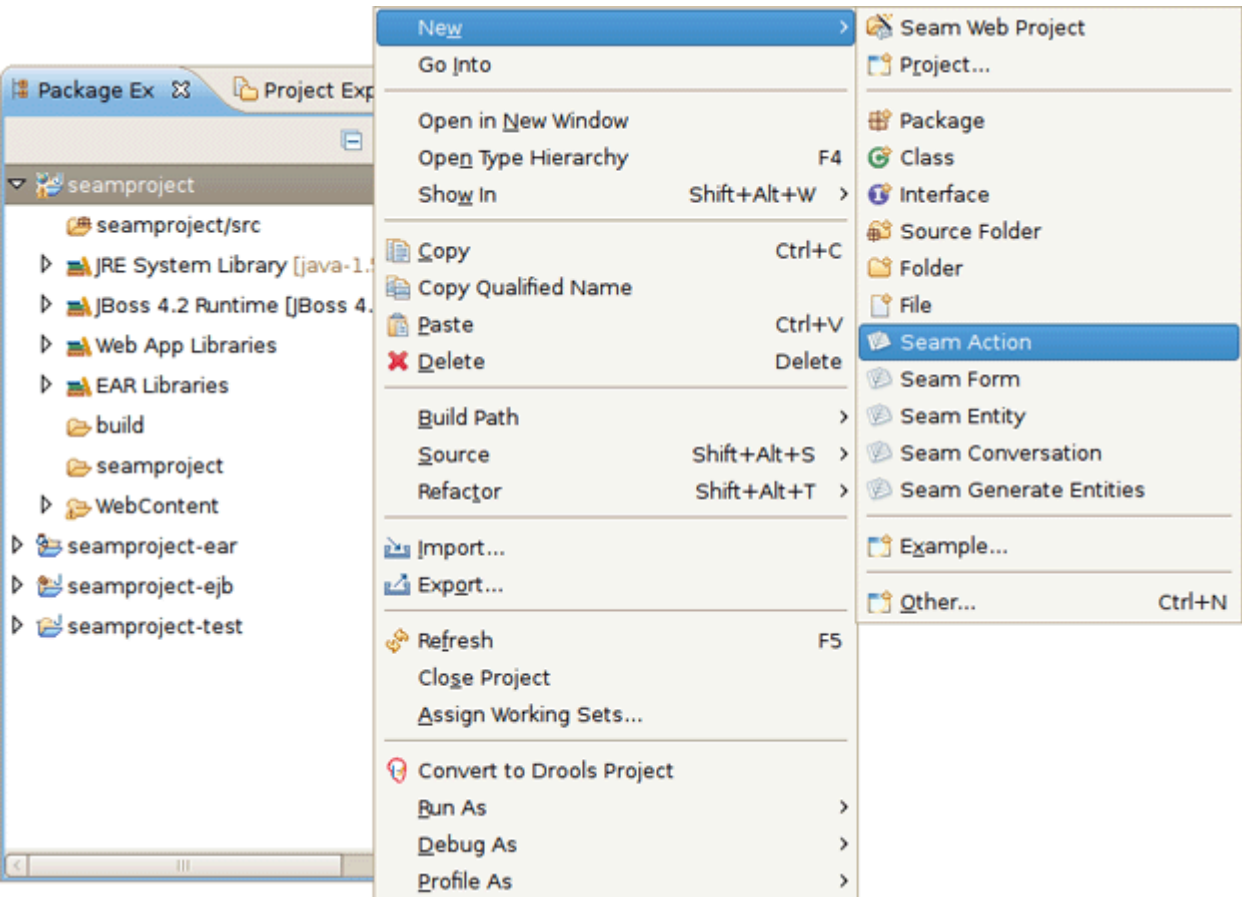 Package Ex
Project Exp
seamproject
seamproject/src
JRE System Library [java-1.5
JBoss 4.2 Runtime [JBoss 4.
Web App Libraries
EAR Libraries
build
seamproject
WebContent
seamproject-ear
seamproject-ejb
seamproject-test
New
Go Into
Open in New Window
Open Type Hierarchy F4
Show In Shift+Alt+W
Copy Ctrl+C
Copy Qualified Name
Paste Ctrl+V
Delete Delete
Build Path
Source Shift+Alt+S
Refactor Shift+Alt+T
Import...
Export...
Refresh F5
Close Project
Assign Working Sets...
Convert to Drools Project
Run As
Debug As
Profile As
Seam Web Project
Project...
Package
Class
Interface
Source Folder
Folder
File
Seam Action
Seam Form
Seam Entity
Seam Conversation
Seam Generate Entities
Example...
Other... Ctrl+N